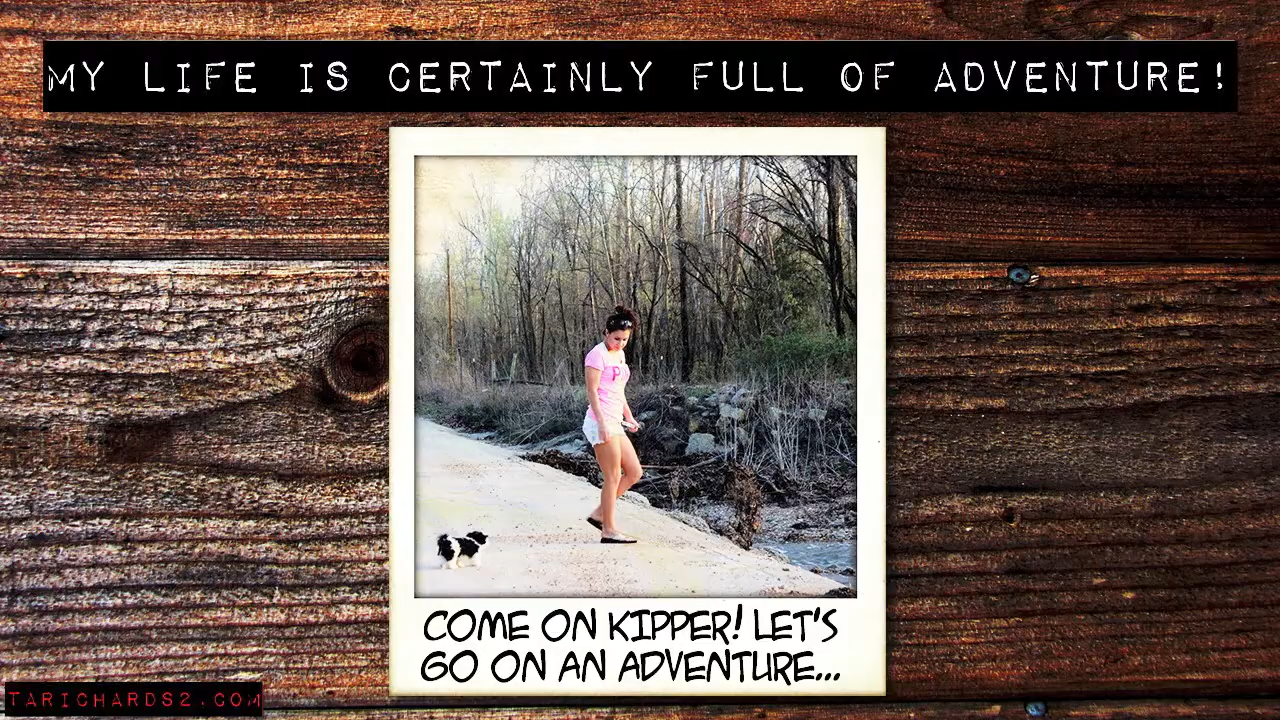 MY LIFE IS CERTAINLY FULL OF ADVENTURE!
COME ON KIPPER! LET'S
GO ON AN ADVENTURE...
TARICHARDS2.COM